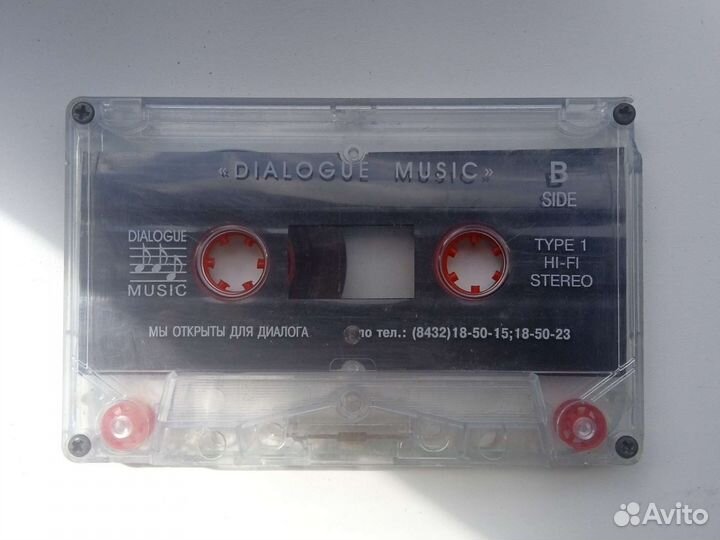 «DIALOGUE MUSIC»
B
SIDE
DIALOGUE
MUSIC
TYPE 1
HI-FI
STEREO
МЫ ОТКРЫТЫ ДЛЯ ДИАЛОГА по тел.: (8432)18-50-15;18-50-23
Avito